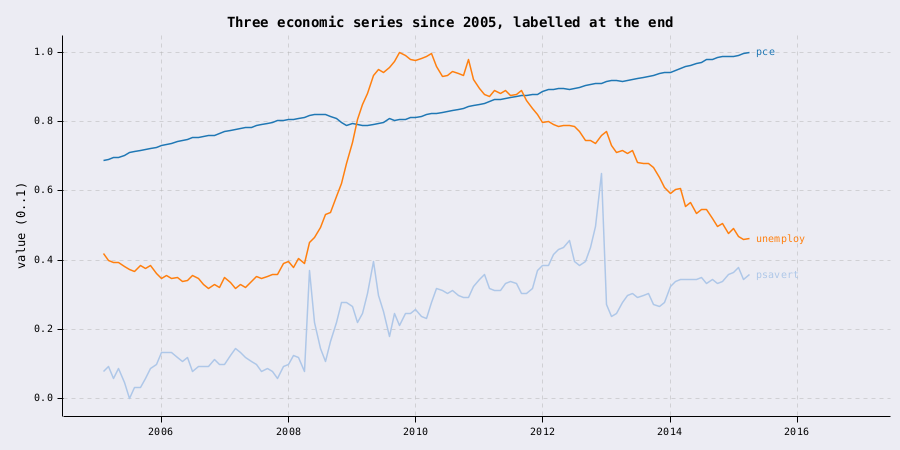 Three economic series since 2005, labelled at the end
value (0..1)
1.0
0.8
0.6
0.4
0.2
0.0
pce
unemploy
psavert
2006 2008 2010 2012 2014 2016